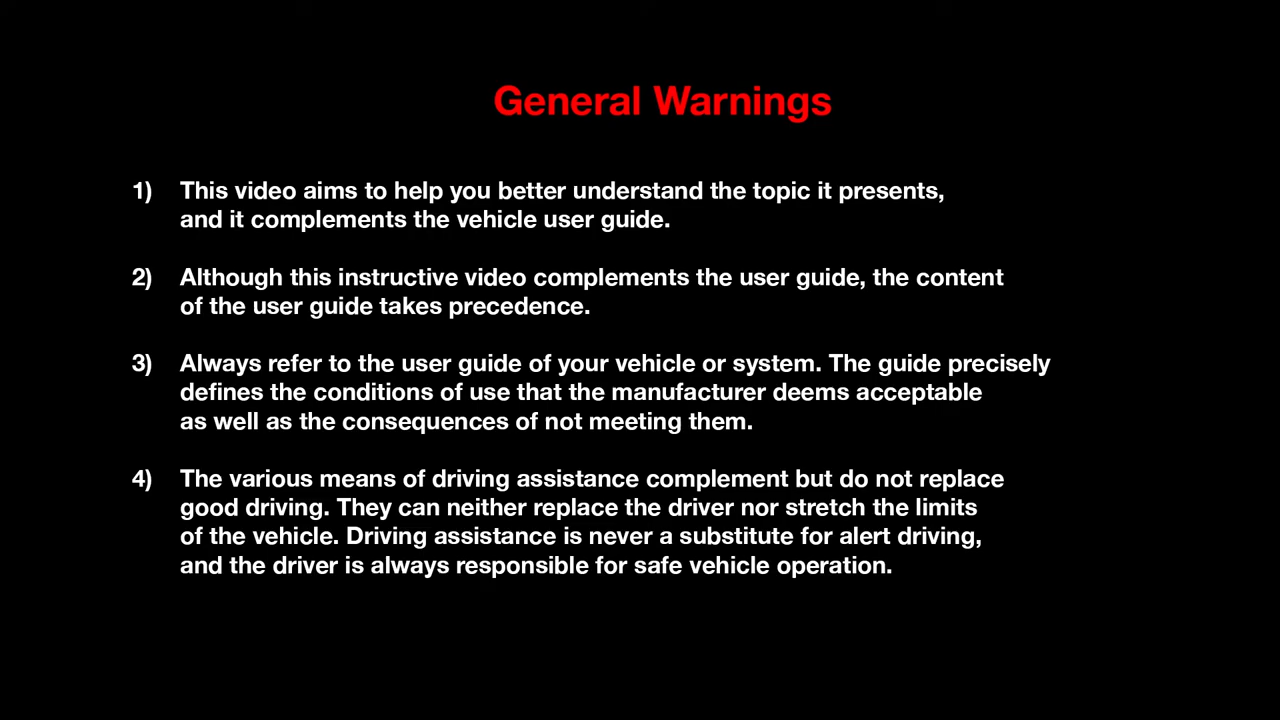 General Warnings
1) This video aims to help you better understand the topic it presents,
and it complements the vehicle user guide.
2) Although this instructive video complements the user guide, the content
of the user guide takes precedence.
3) Always refer to the user guide of your vehicle or system. The guide precisely
defines the conditions of use that the manufacturer deems acceptable
as well as the consequences of not meeting them.
4) The various means of driving assistance complement but do not replace
good driving. They can neither replace the driver nor stretch the limits
of the vehicle. Driving assistance is never a substitute for alert driving,
and the driver is always responsible for safe vehicle operation.